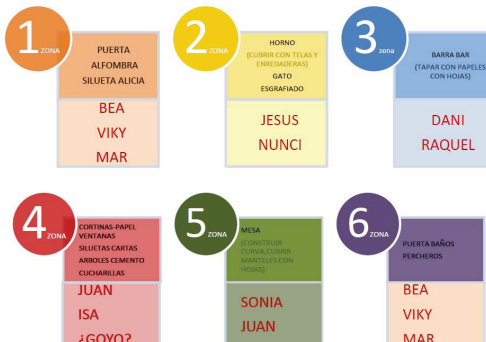 1 ZONA
PUERTA
ALFOMBRA
SILUETA ALICIA
BEA
VIKY
MAR
2 ZONA
HORNO
(CUBRIR CON TELAS Y
ENREDADERAS)
GATO
ESGRAFIADO
JESUS
NUNCI
3 zona
BARRA BAR
(TAPAR CON PAPELES
CON HOJAS)
DANI
RAQUEL
4 ZONA
CORTINAS-PAPEL
VENTANAS
SILUETAS CARTAS
ARBOLES CEMENTO
CUCHARILLAS
JUAN
ISA
¿GOYO?
5 ZONA
MESA
(CONSTRUIR
CURVA,CUBRIR
MANTELES CON
HOJAS)
SONIA
JUAN
6 ZONA
PUERTA BAÑOS
PERCHEROS
BEA
VIKY
MAR